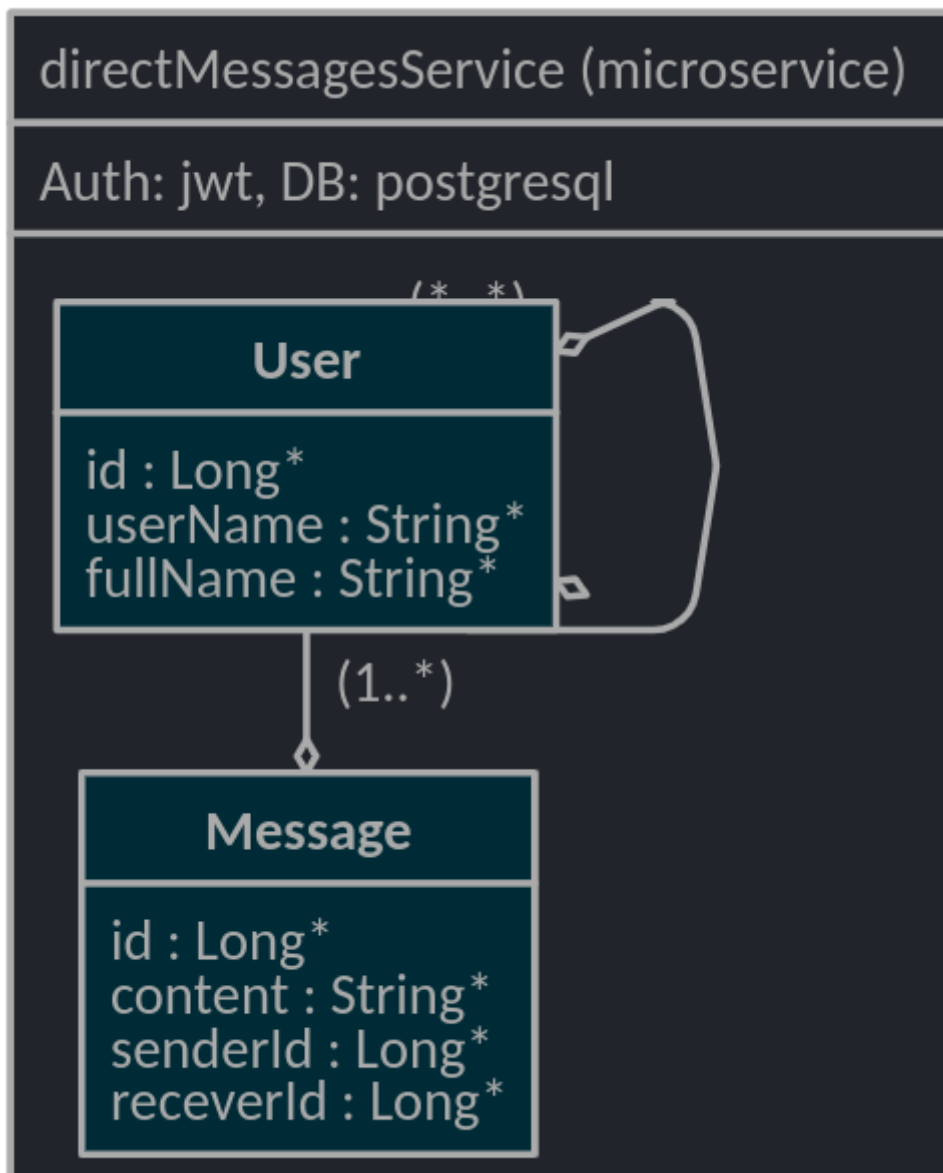 directMessagesService (microservice)
Auth: jwt, DB: postgresql
(*..*)
User
id : Long*
userName : String*
fullName : String*
(1..*)
Message
id : Long*
content : String*
senderId : Long*
receverId : Long*